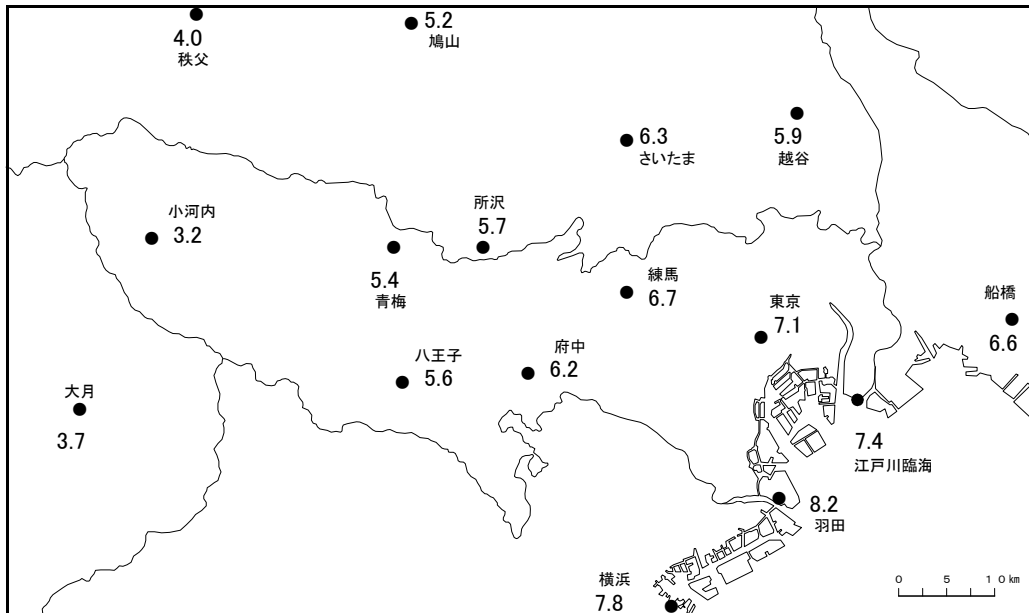 4.0
秩父
5.2
鳩山
6.3
さいたま
5.9
越谷
小河内
3.2
所沢
5.7
5.4
青梅
練馬
6.7
東京
7.1
船橋
6.6
八王子
5.6
府中
6.2
大月
3.7
7.4
江戸川臨海
8.2
羽田
横浜
7.8
0 5 10km